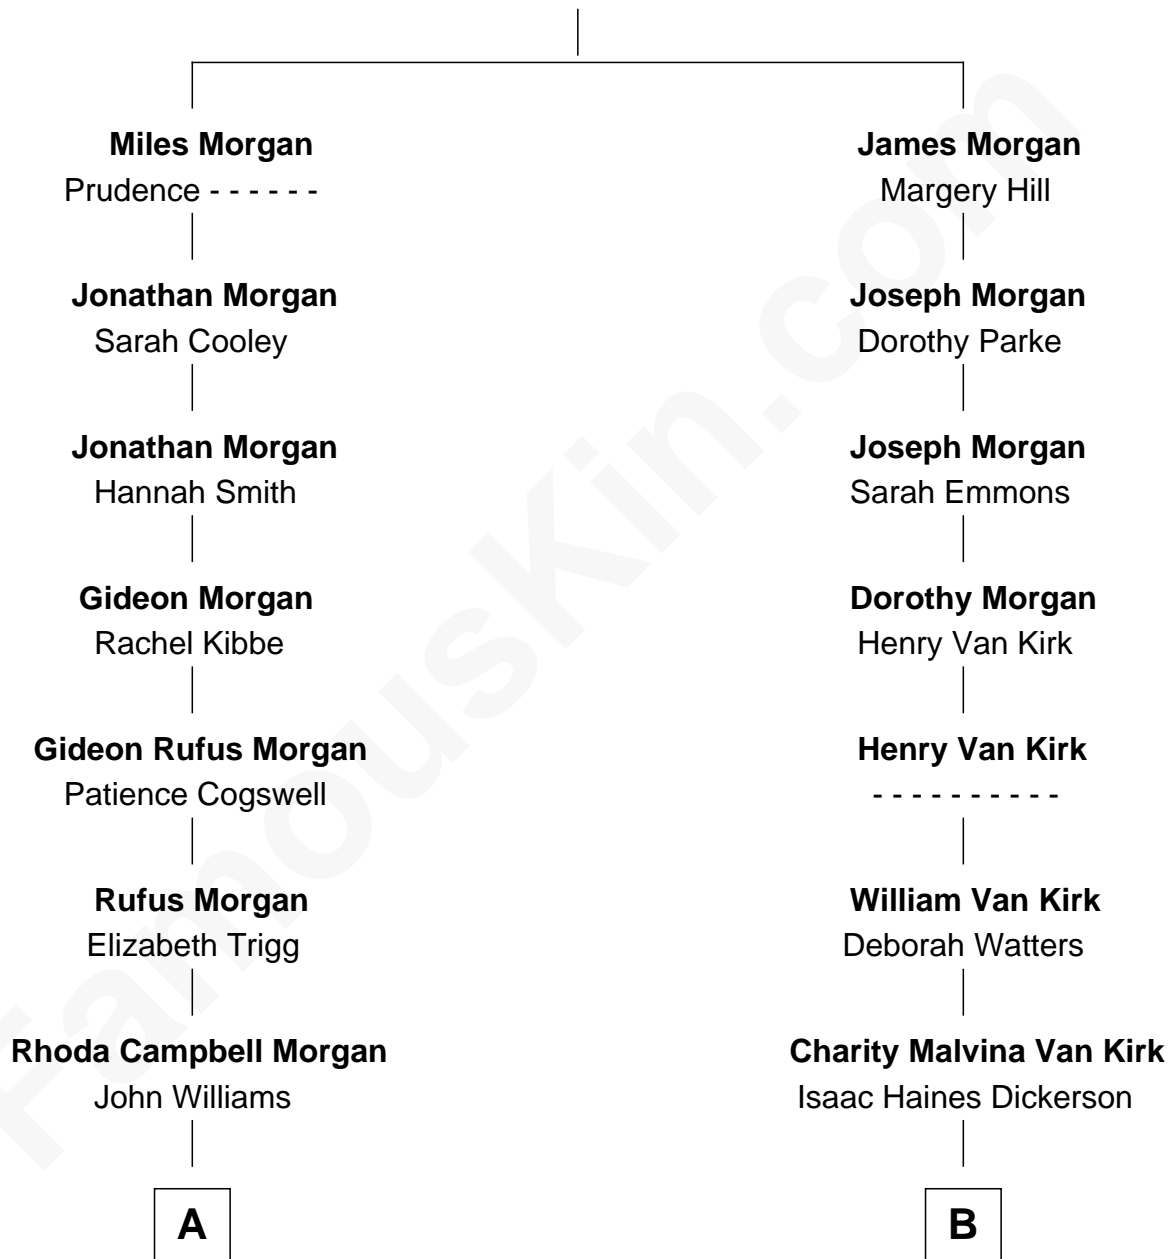 Miles Morgan
Prudence - - - - - -
Jonathan Morgan
Sarah Cooley
Jonathan Morgan
Hannah Smith
Gideon Morgan
Rachel Kibbe
Gideon Rufus Morgan
Patience Cogswell
Rufus Morgan
Elizabeth Trigg
Rhoda Campbell Morgan
John Williams
A
James Morgan
Margery Hill
Joseph Morgan
Dorothy Parke
Joseph Morgan
Sarah Emmons
Dorothy Morgan
Henry Van Kirk
Henry Van Kirk
- - - - - - - - - -
William Van Kirk
Deborah Watters
Charity Malvina Van Kirk
Isaac Haines Dickerson
B
FamousKin.com